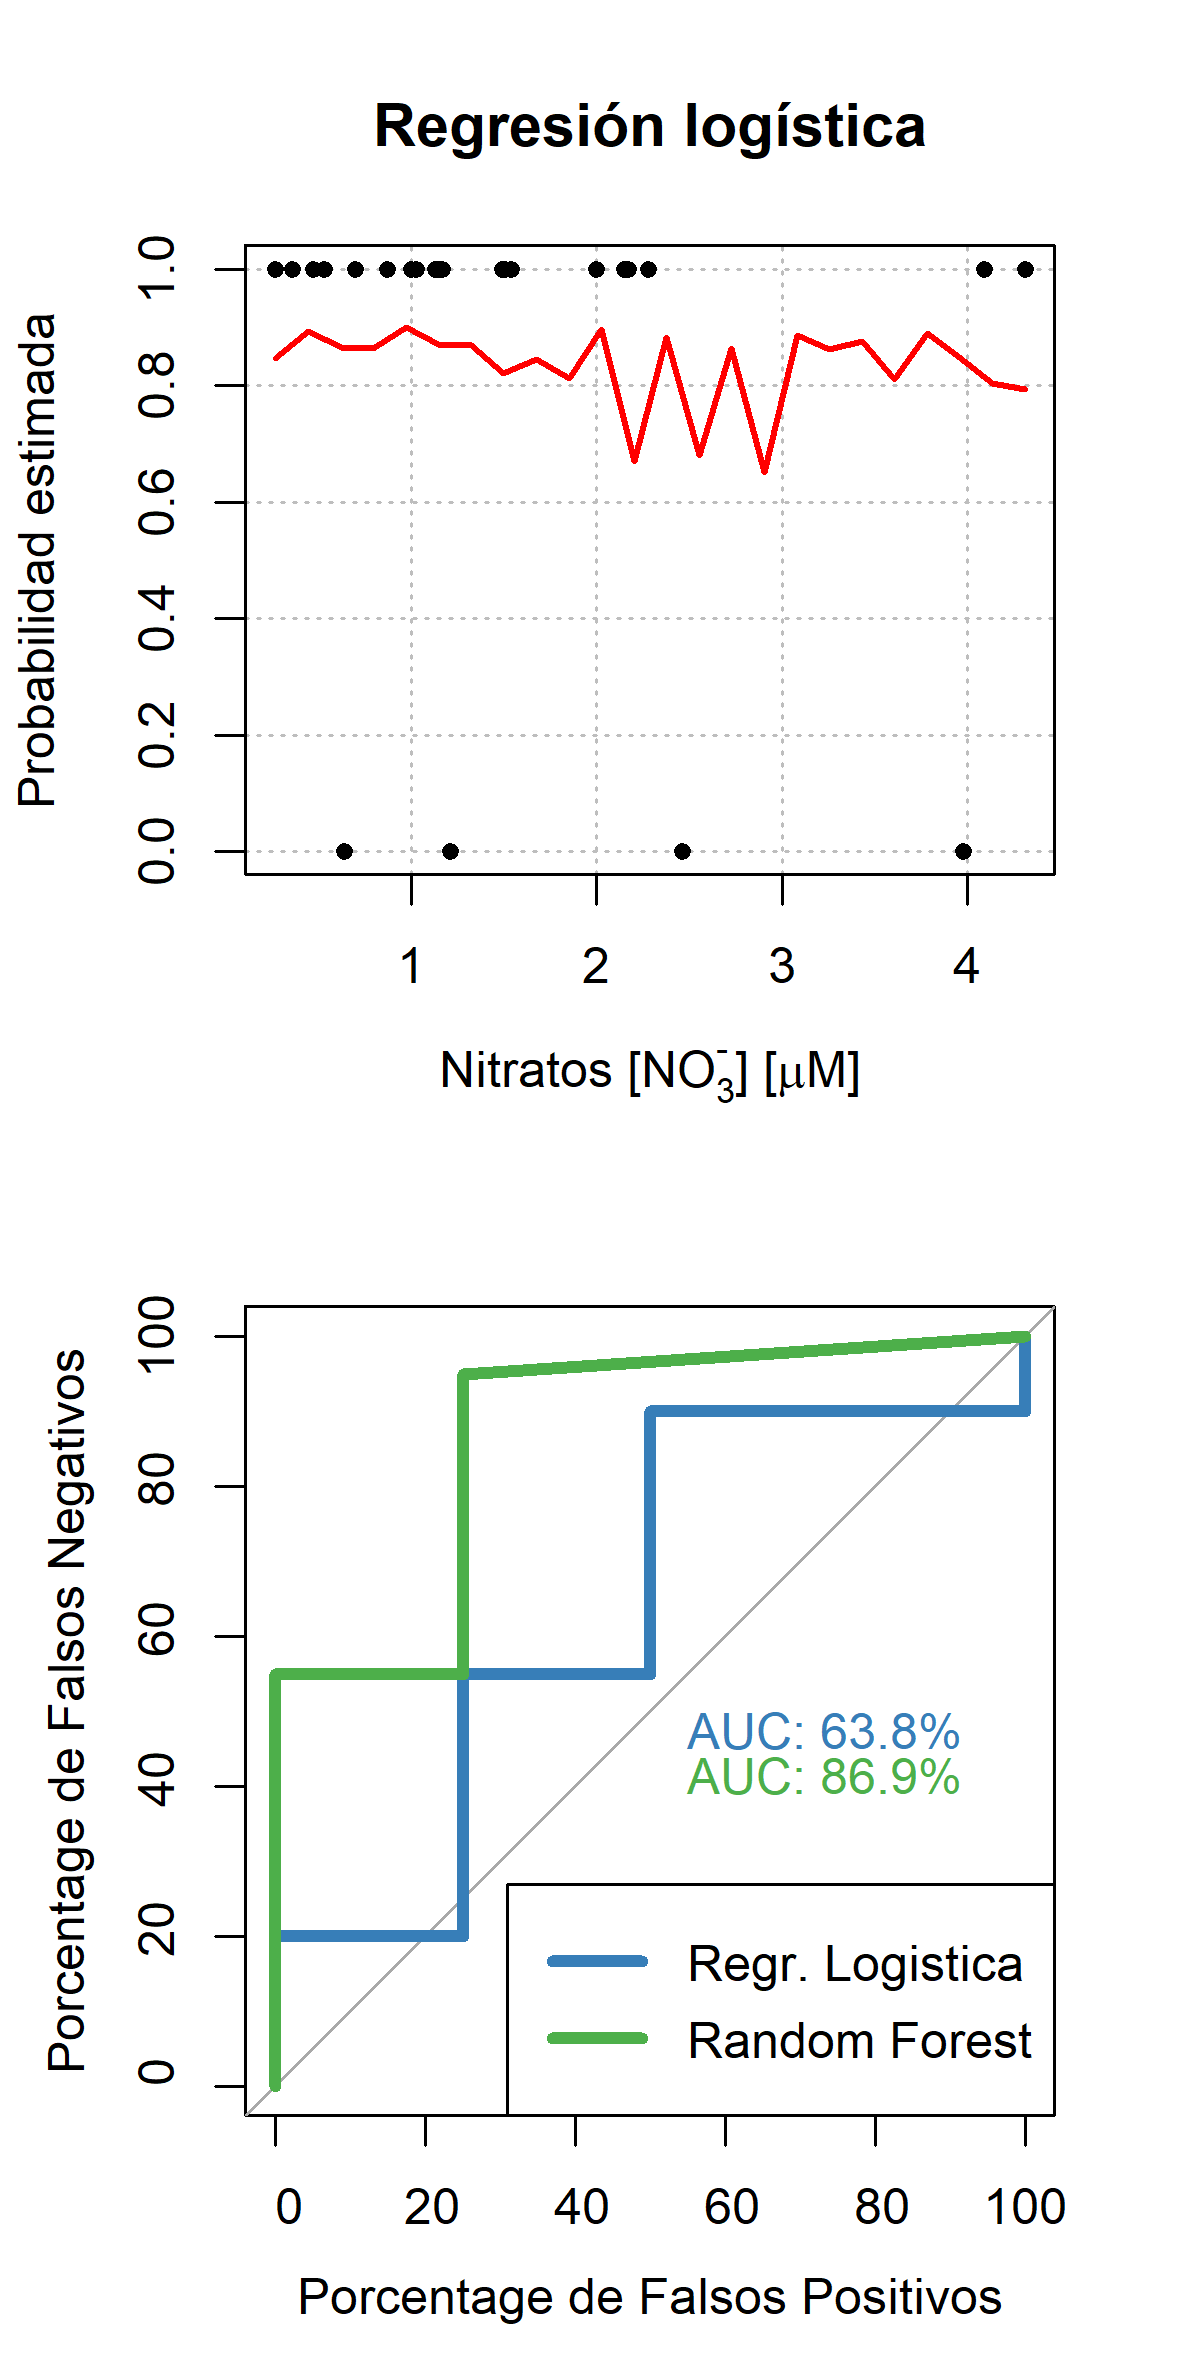 Regresión logística
Probabilidad estimada
1.0
0.8
0.6
0.4
0.2
0.0
1 2 3 4
Nitratos [NO₃⁻] [μM]
Porcentage de Falsos Negativos
100
80
60
40
20
0
AUC: 63.8%
AUC: 86.9%
Regr. Logistica
Random Forest
0 20 40 60 80 100
Porcentage de Falsos Positivos